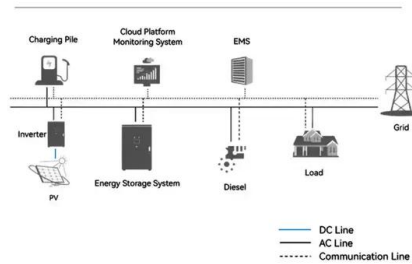 Charging Pile
Cloud Platform
Monitoring System
EMS
Grid
Inverter
PV
Energy Storage System
Diesel
Load
DC Line
AC Line
Communication Line